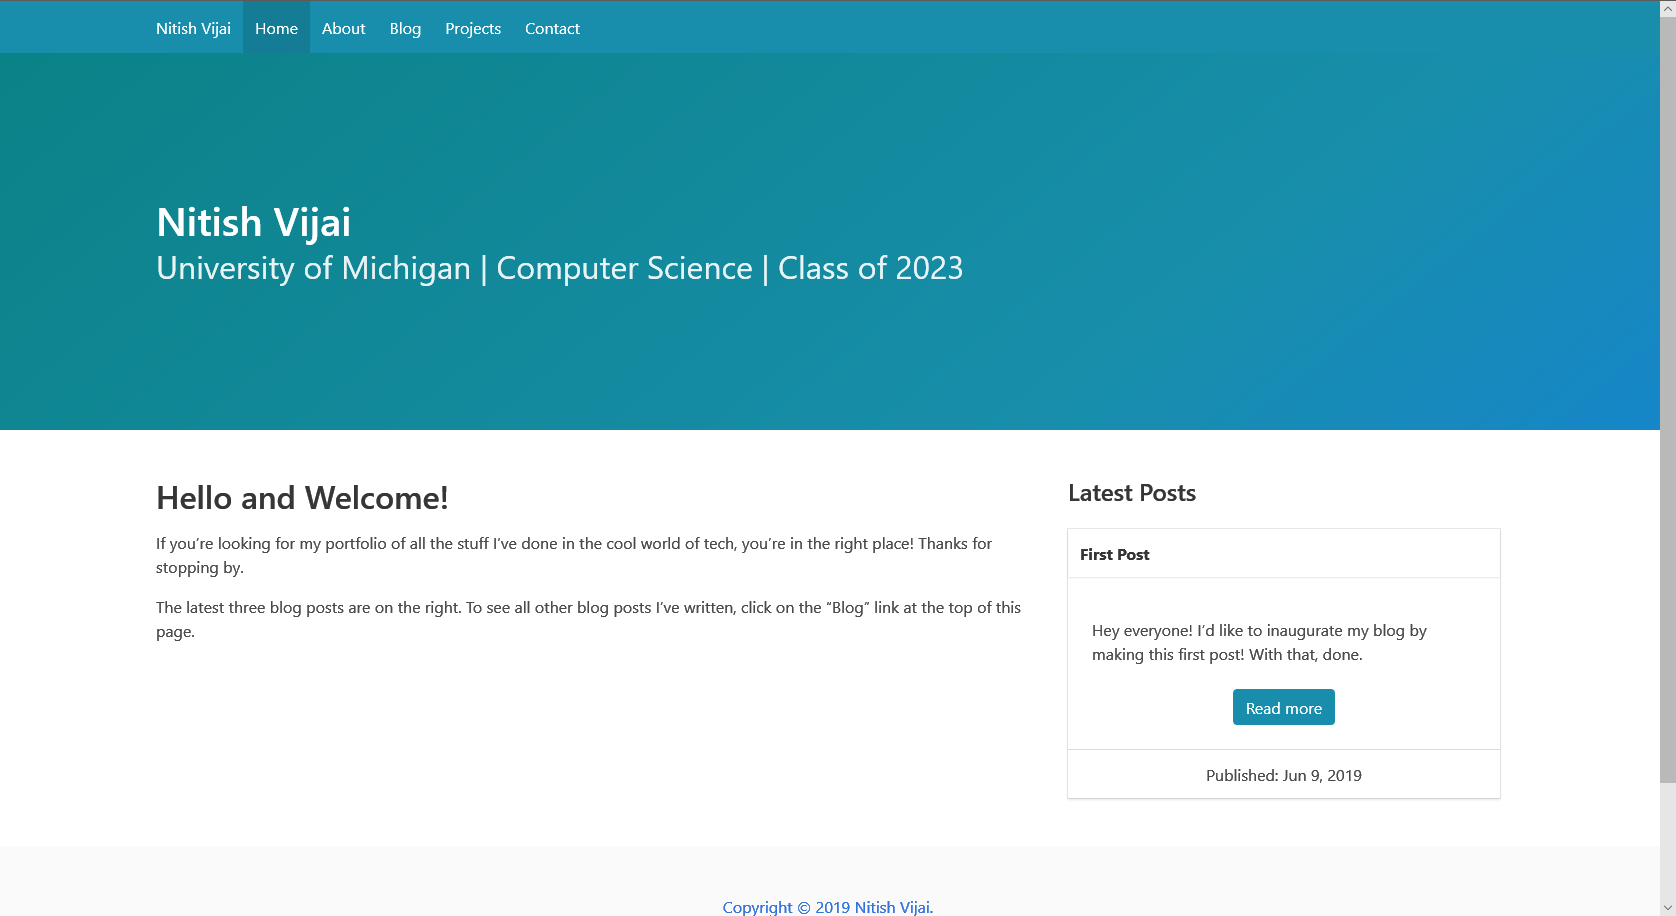 Nitish Vijai Home About Blog Projects Contact
Nitish Vijai
University of Michigan | Computer Science | Class of 2023
Hello and Welcome!
If you’re looking for my portfolio of all the stuff I’ve done in the cool world of tech, you’re in the right place! Thanks for
stopping by.
The latest three blog posts are on the right. To see all other blog posts I’ve written, click on the “Blog” link at the top of this
page.
Latest Posts
First Post
Hey everyone! I’d like to inaugurate my blog by
making this first post! With that, done.
Read more
Published: Jun 9, 2019
Copyright © 2019 Nitish Vijai.